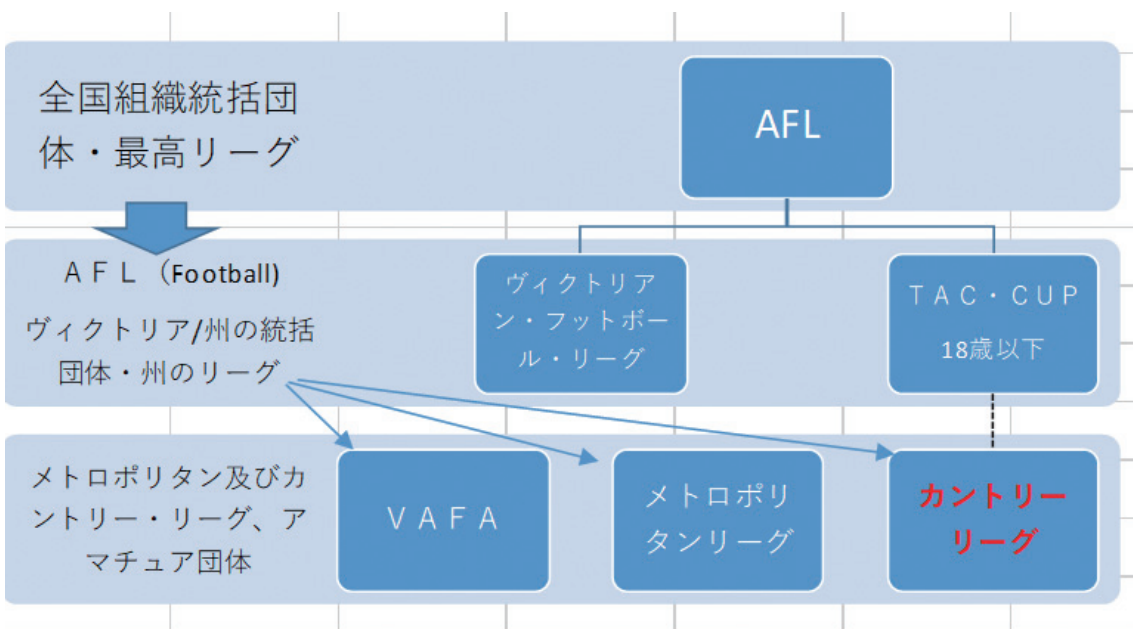 全国組織統括団
体・最高リーグ
AFL
ＡＦＬ（Football)
ヴィクトリア/州の統括
団体・州のリーグ
ヴィクトリア
ン・フットボー
ル・リーグ
ＴＡＣ・ＣＵＰ
18歳以下
メトロポリタン及びカ
ントリー・リーグ、ア
マチュア団体
ＶＡＦＡ
メトロポリ
タンリーグ
カントリー
リーグ